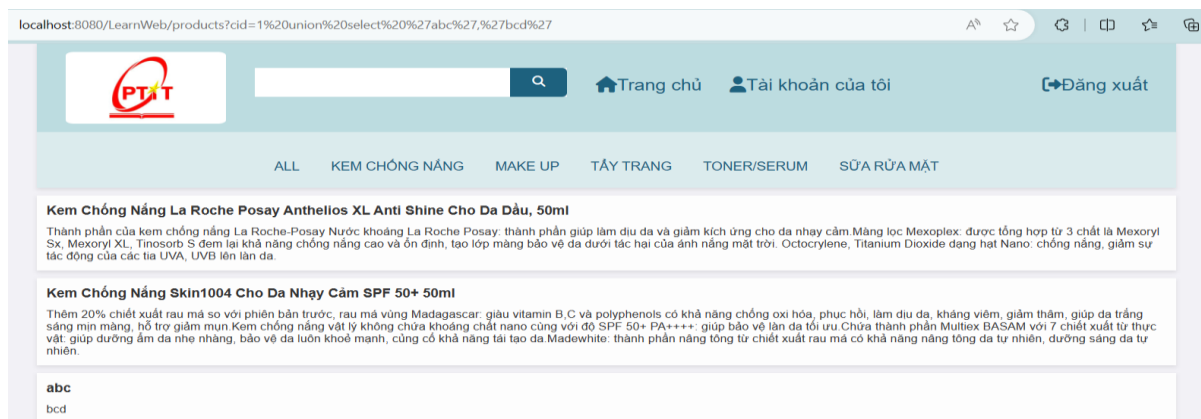 localhost:8080/LearnWeb/products?cid=1%20union%20select%20%27abc%27,%27bcd%27
PTIT
Trang chủ
Tài khoản của tôi
Đăng xuất
ALL
KEM CHỐNG NẮNG
MAKE UP
TẨY TRANG
TONER/SERUM
SỮA RỬA MẶT
Kem Chống Nắng La Roche Posay Anthelios XL Anti Shine Cho Da Dầu, 50ml
Thành phần của kem chống nắng La Roche-Posay Nước khoáng La Roche Posay: thành phần giúp làm dịu da và giảm kích ứng cho da nhạy cảm.Màng lọc Mexoplex: được tổng hợp từ 3 chất là Mexoryl
Sx, Mexoryl XL, Tinosorb S đem lại khả năng chống nắng cao và ổn định, tạo lớp màng bảo vệ da dưới tác hại của ánh nắng mặt trời. Octocrylene, Titanium Dioxide dạng hạt Nano: chống nắng, giảm sự
tác động của các tia UVA, UVB lên làn da.
Kem Chống Nắng Skin1004 Cho Da Nhạy Cảm SPF 50+ 50ml
Thêm 20% chiết xuất rau má so với phiên bản trước, rau má vùng Madagascar: giàu vitamin B,C và polyphenols có khả năng chống oxi hóa, phục hồi, làm dịu da, kháng viêm, giảm thâm, giúp da trắng
sáng mịn màng, hỗ trợ giảm mụn.Kem chống nắng vật lý không chứa khoáng chất nano cùng với độ SPF 50+ PA++++: giúp bảo vệ làn da tối ưu.Chứa thành phần Multiex BASAM với 7 chiết xuất từ thực
vật: giúp dưỡng ẩm da nhẹ nhàng, bảo vệ da luôn khoẻ mạnh, củng cố khả năng tái tạo da.Madewhite: thành phần nâng tông từ chiết xuất rau má có khả năng nâng tông da tự nhiên, dưỡng sáng da tự
nhiên.
abc
bcd